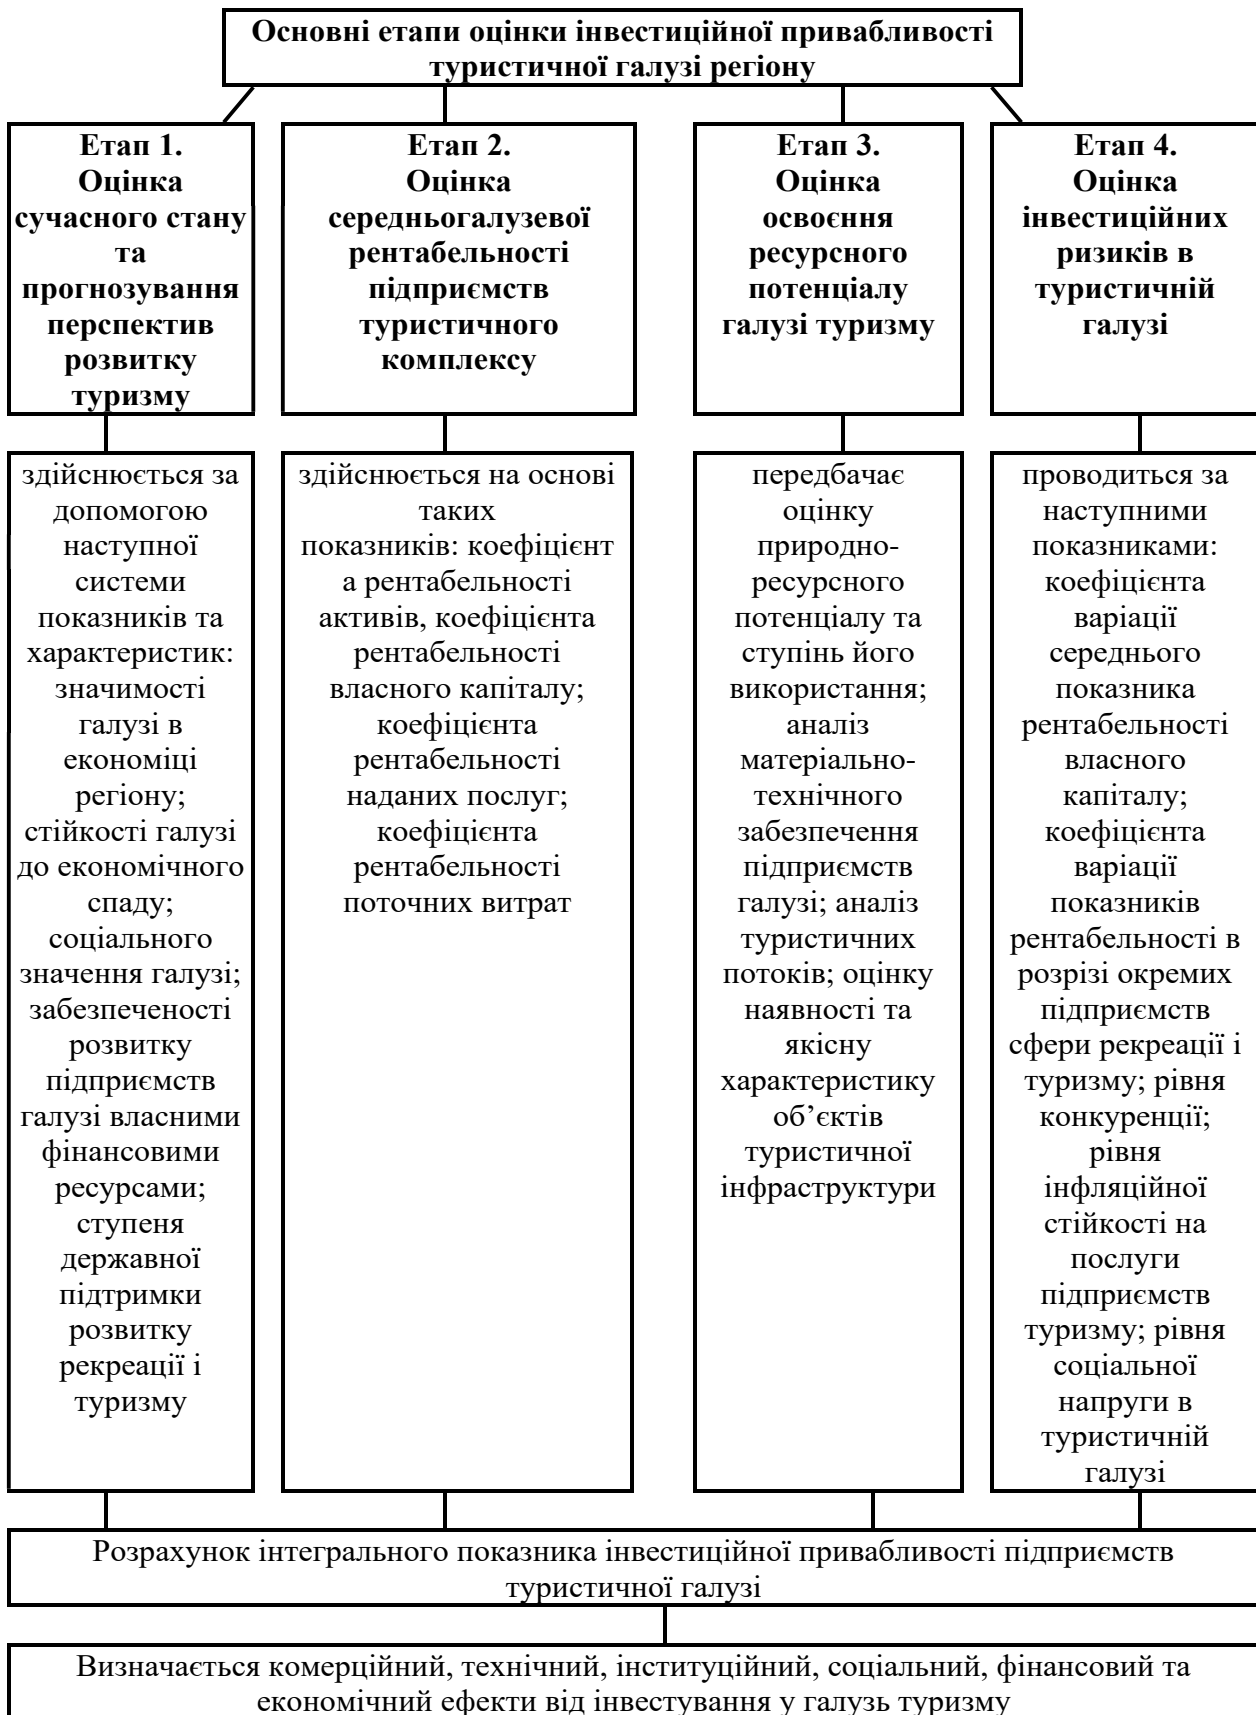 Основні етапи оцінки інвестиційної привабливості
туристичної галузі регіону
Етап 1.
Оцінка
сучасного стану
та
прогнозування
перспектив
розвитку
туризму
Етап 2.
Оцінка
середньогалузевої
рентабельності
підприємств
туристичного
комплексу
Етап 3.
Оцінка
освоєння
ресурсного
потенціалу
галузі туризму
Етап 4.
Оцінка
інвестиційних
ризиків в
туристичній
галузі
здійснюється за
допомогою
наступної
системи
показників та
характеристик:
значимості
галузі в
економіці
регіону;
стійкості галузі
до економічного
спаду;
соціального
значення галузі;
забезпеченості
розвитку
підприємств
галузі власними
фінансовими
ресурсами;
ступеня
державної
підтримки
розвитку
рекреації і
туризму
здійснюється на основі
таких
показників: коефіцієнт
а рентабельності
активів, коефіцієнта
рентабельності
власного капіталу;
коефіцієнта
рентабельності
наданих послуг;
коефіцієнта
рентабельності
поточних витрат
передбачає
оцінку
природно-
ресурсного
потенціалу та
ступінь його
використання;
аналіз
матеріально-
технічного
забезпечення
підприємств
галузі; аналіз
туристичних
потоків; оцінку
наявності та
якісну
характеристику
об’єктів
туристичної
інфраструктури
проводиться за
наступними
показниками:
коефіцієнта
варіації
середнього
показника
рентабельності
власного
капіталу;
коефіцієнта
варіації
показників
рентабельності в
розрізі окремих
підприємств
сфери рекреації і
туризму; рівня
конкуренції;
рівня
інфляційної
стійкості на
послуги
підприємств
туризму; рівня
соціальної
напруги в
туристичній
галузі
Розрахунок інтегрального показника інвестиційної привабливості підприємств
туристичної галузі
Визначається комерційний, технічний, інституційний, соціальний, фінансовий та
економічний ефекти від інвестування у галузь туризму